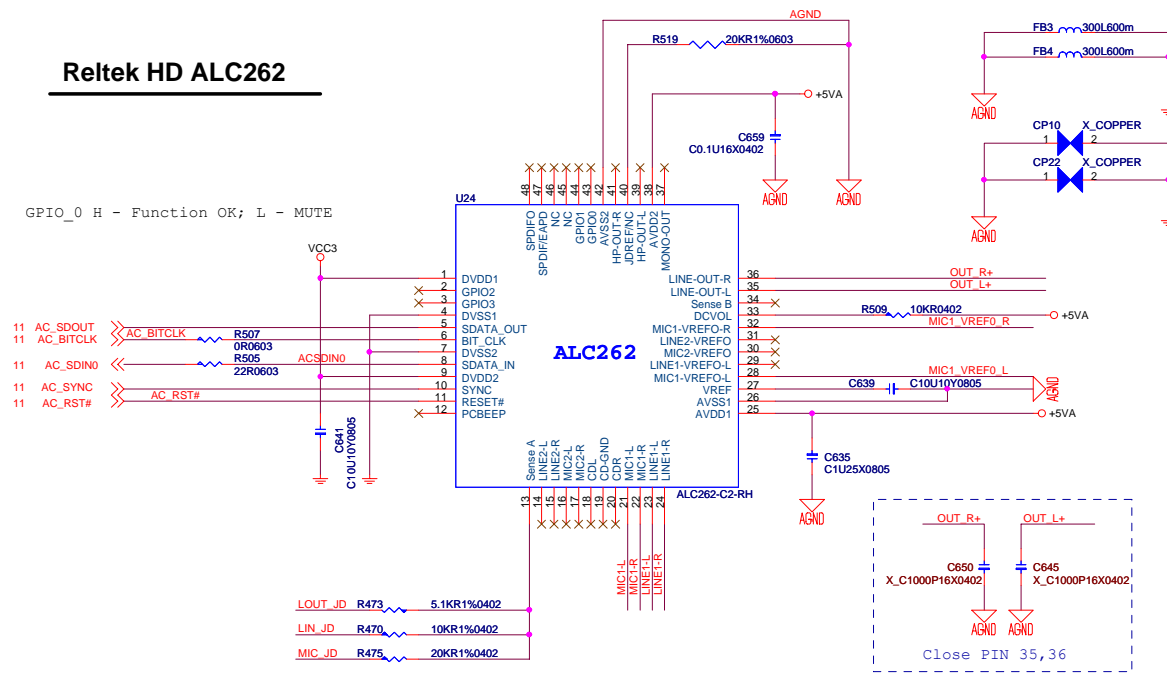 Reltek HD ALC262
GPIO_0 H - Function OK; L - MUTE
AGND
R519 20KR1%0603
+5VA
C659
C0.1U16X0402
AGND
AGND
FB3 300L600m
FB4 300L600m
AGND
CP10 X_COPPER
1 2
CP22 X_COPPER
1 2
AGND
U24
48 47 46 45 44 43 42 41 40 39 38 37
SPDIFO
SPDIF/EAPD
NC
NC
GPIO1
GPIO0
AVSS2
HP-OUT-R
JDREF/NC
HP-OUT-L
AVDD2
MONO-OUT
VCC3
1 DVDD1
2 GPIO2
3 GPIO3
4 DVSS1
5 SDATA_OUT
6 BIT_CLK
7 DVSS2
8 SDATA_IN
9 DVDD2
10 SYNC
11 RESET#
12 PCBEEP
11 AC_SDOUT
11 AC_BITCLK
AC_BITCLK
R507
0R0603
11 AC_SDIN0
R505
22R0603
ACSDIN0
11 AC_SYNC
11 AC_RST#
AC_RST#
C641
C10U10Y0805
ALC262
LINE-OUT-R 36
LINE-OUT-L 35
Sense B 34
DCVOL 33
MIC1-VREFO-R 32
LINE2-VREFO 31
MIC2-VREFO 30
LINE1-VREFO-L 29
MIC1-VREFO-L 28
VREF 27
AVSS1 26
AVDD1 25
OUT_R+
OUT_L+
R509 10KR0402
+5VA
MIC1_VREF0_R
MIC1_VREF0_L
C639 C10U10Y0805
AGND
+5VA
C635
C1U25X0805
AGND
Sense A
LINE2-L
LINE2-R
MIC2-L
MIC2-R
CDL
CD-GND
CDR
MIC1-L
MIC1-R
LINE1-L
LINE1-R
13 14 15 16 17 18 19 20 21 22 23 24
ALC262-C2-RH
MIC1-L
MIC1-R
LINE1-L
LINE1-R
LOUT_JD R473 5.1KR1%0402
LIN_JD R470 10KR1%0402
MIC_JD R475 20KR1%0402
OUT_R+ OUT_L+
C650
X_C1000P16X0402
C645
X_C1000P16X0402
AGND AGND
Close PIN 35,36